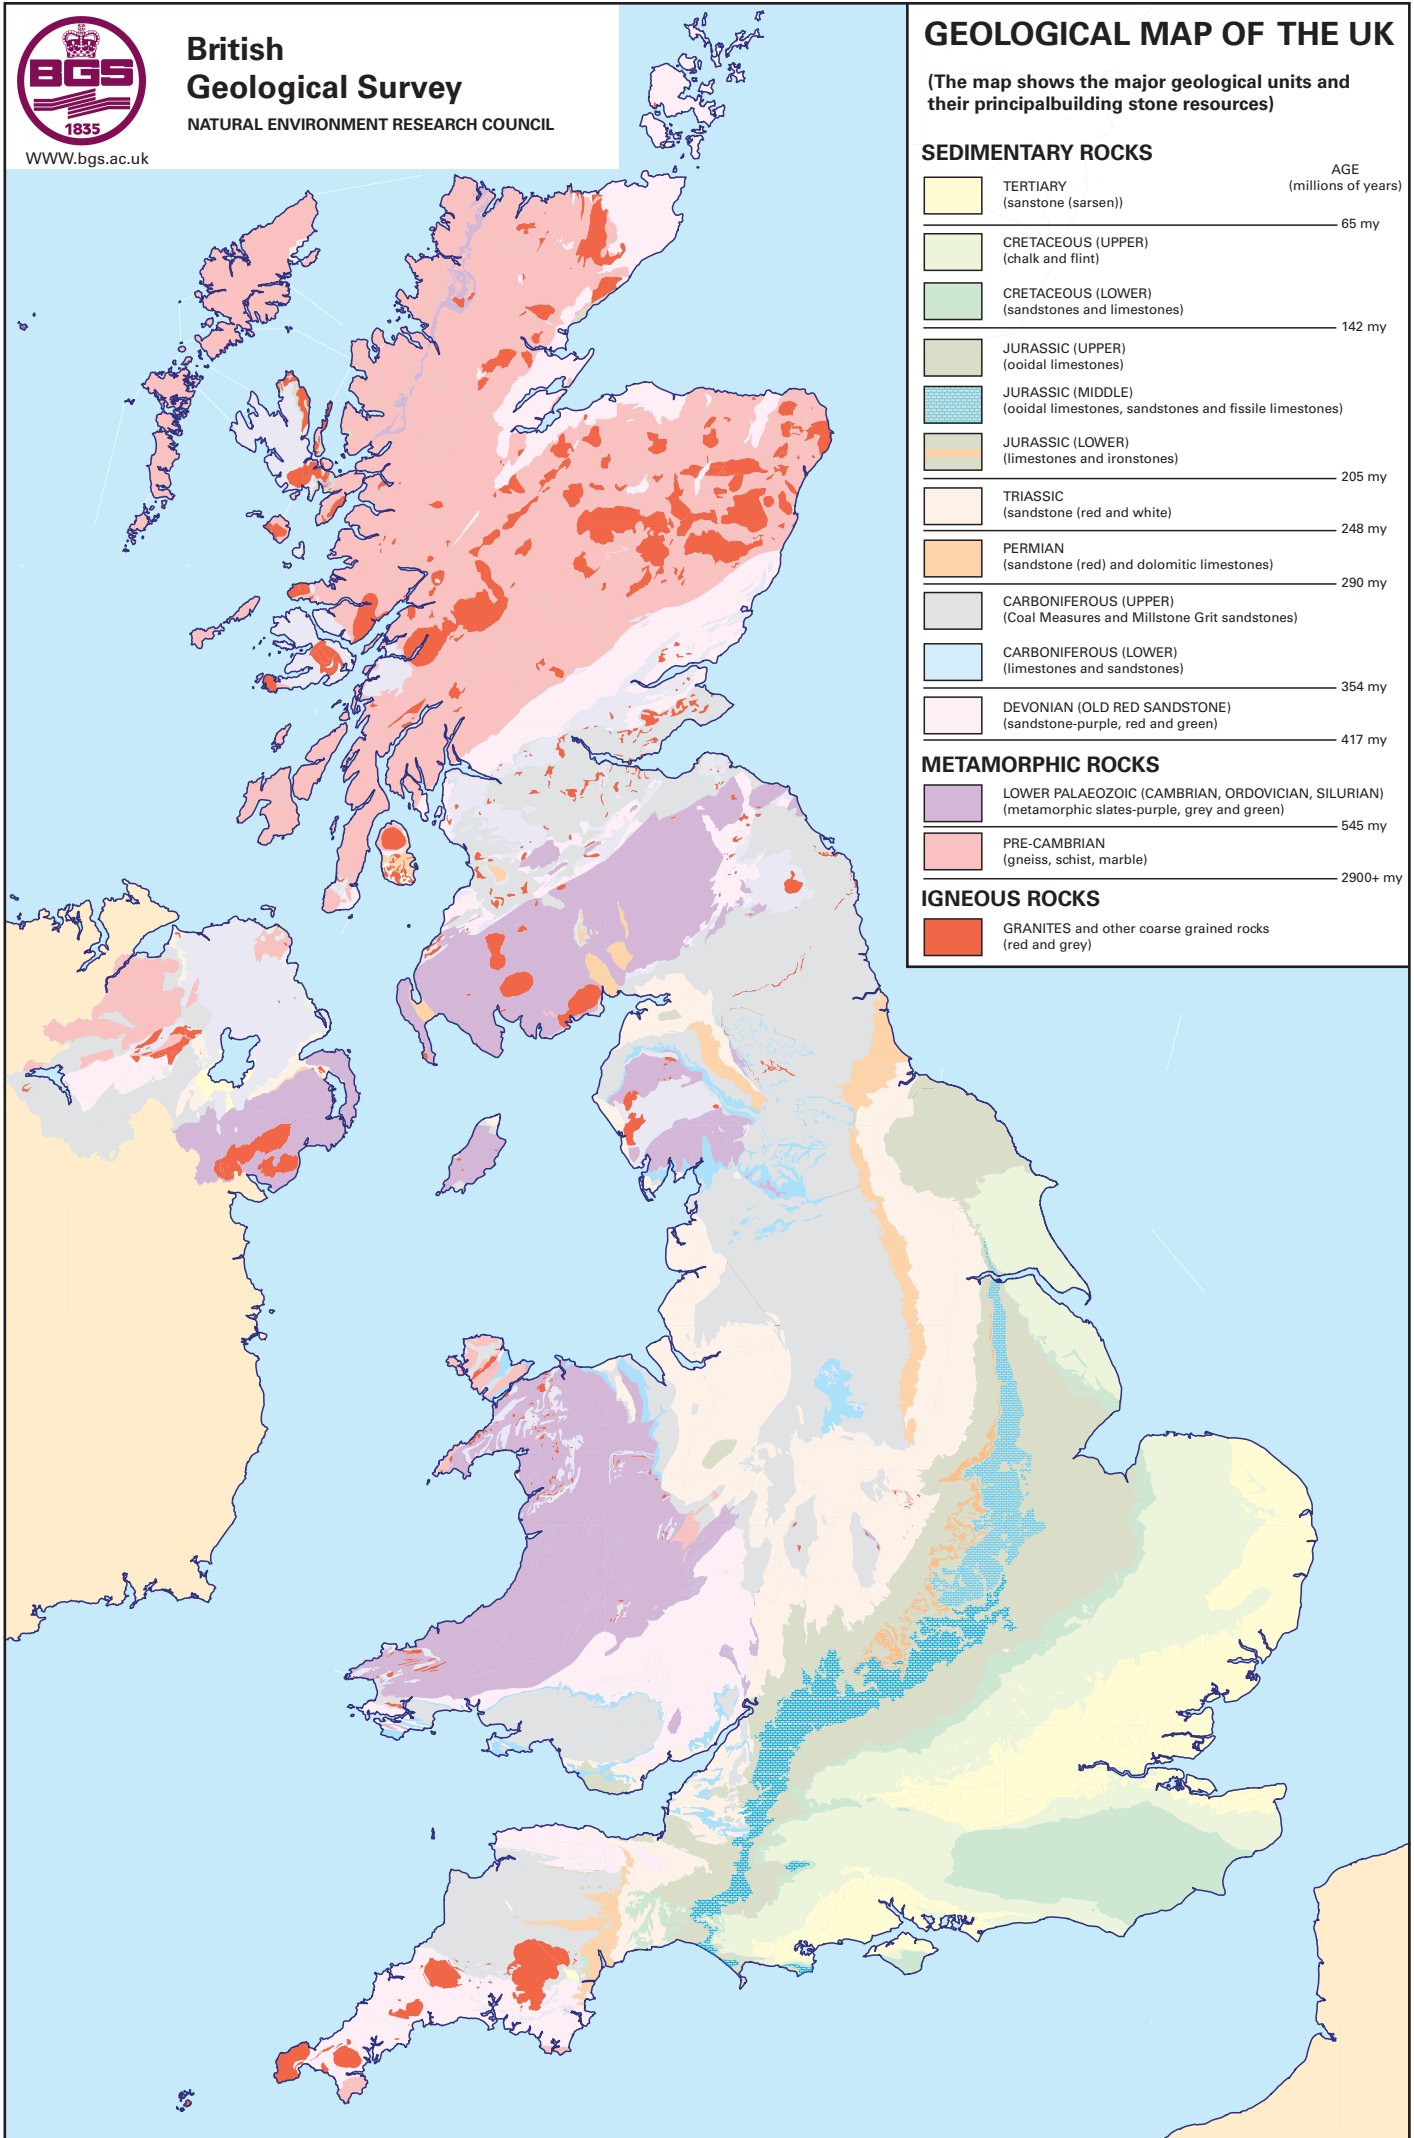 BGS
1835
WWW.bgs.ac.uk
British
Geological Survey
NATURAL ENVIRONMENT RESEARCH COUNCIL
GEOLOGICAL MAP OF THE UK
(The map shows the major geological units and
their principalbuilding stone resources)
SEDIMENTARY ROCKS
AGE
(millions of years)
TERTIARY
(sanstone (sarsen))
65 my
CRETACEOUS (UPPER)
(chalk and flint)
CRETACEOUS (LOWER)
(sandstones and limestones)
142 my
JURASSIC (UPPER)
(ooidal limestones)
JURASSIC (MIDDLE)
(ooidal limestones, sandstones and fissile limestones)
JURASSIC (LOWER)
(limestones and ironstones)
205 my
TRIASSIC
(sandstone (red and white)
248 my
PERMIAN
(sandstone (red) and dolomitic limestones)
290 my
CARBONIFEROUS (UPPER)
(Coal Measures and Millstone Grit sandstones)
CARBONIFEROUS (LOWER)
(limestones and sandstones)
354 my
DEVONIAN (OLD RED SANDSTONE)
(sandstone-purple, red and green)
417 my
METAMORPHIC ROCKS
LOWER PALAEOZOIC (CAMBRIAN, ORDOVICIAN, SILURIAN)
(metamorphic slates-purple, grey and green)
545 my
PRE-CAMBRIAN
(gneiss, schist, marble)
2900+ my
IGNEOUS ROCKS
GRANITES and other coarse grained rocks
(red and grey)